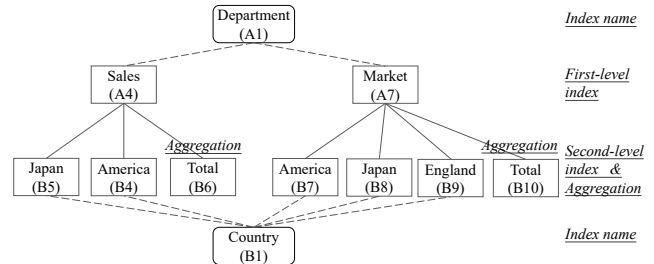 Department
(A1)
Index name
Sales
(A4)
Market
(A7)
First-level
index
Aggregation
Aggregation
Japan
(B5)
America
(B4)
Total
(B6)
America
(B7)
Japan
(B8)
England
(B9)
Total
(B10)
Second-level
index &
Aggregation
Country
(B1)
Index name